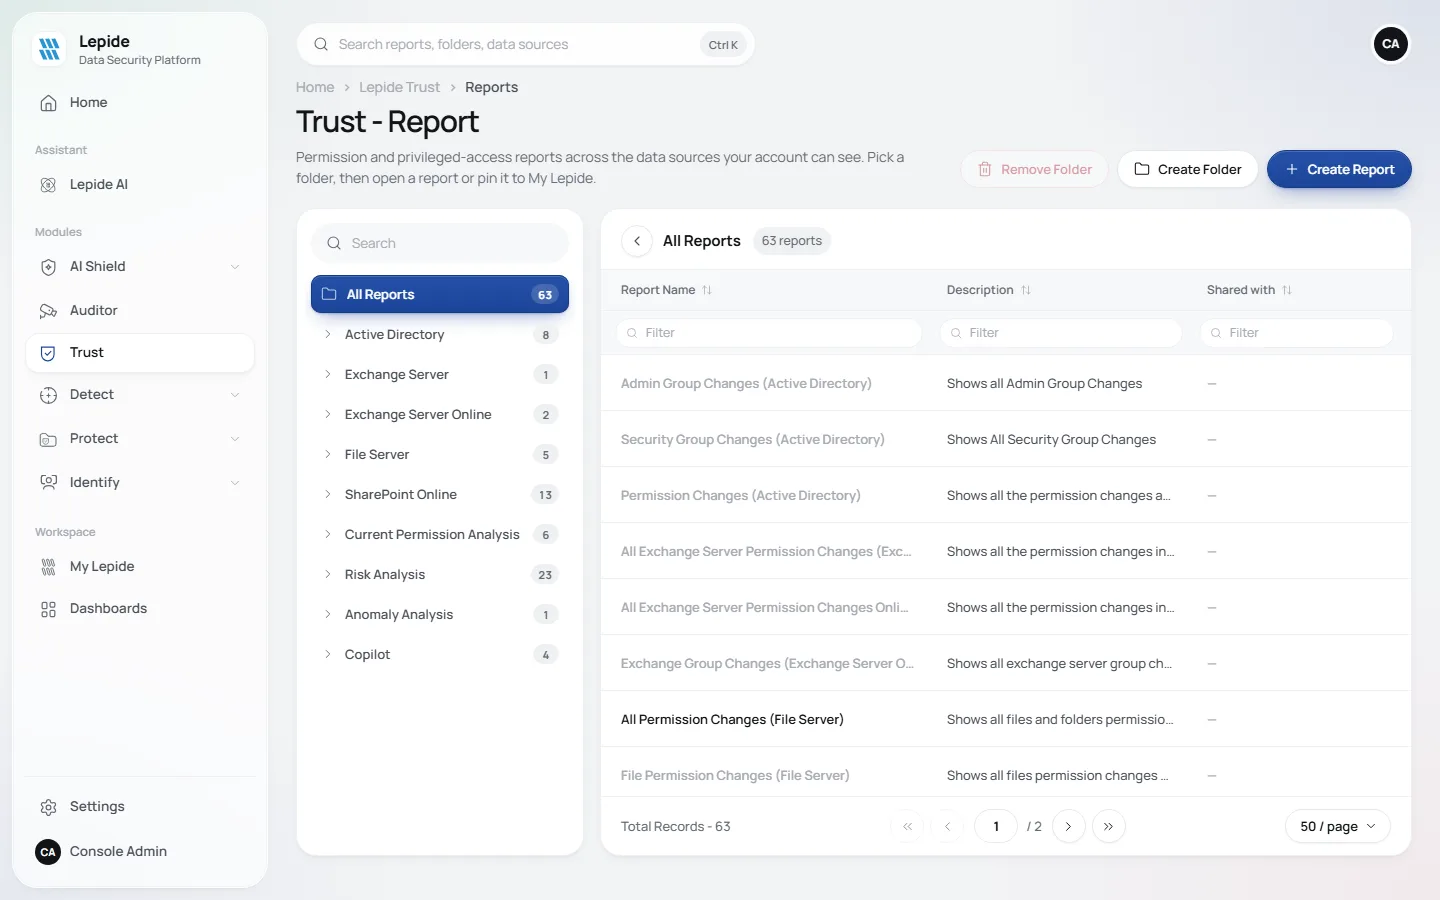 Lepide
Data Security Platform
Home
Assistant
Lepide AI
Modules
AI Shield
Auditor
Trust
Detect
Protect
Identify
Workspace
My Lepide
Dashboards
Settings
CA Console Admin
Search reports, folders, data sources Ctrl K
CA
Home > Lepide Trust > Reports
Trust - Report
Permission and privileged-access reports across the data sources your account can see. Pick a
folder, then open a report or pin it to My Lepide.
Remove Folder
Create Folder
Create Report
Search
All Reports 63
Active Directory 8
Exchange Server 1
Exchange Server Online 2
File Server 5
SharePoint Online 13
Current Permission Analysis 6
Risk Analysis 23
Anomaly Analysis 1
Copilot 4
All Reports 63 reports
Report Name Description Shared with
Filter Filter Filter
Admin Group Changes (Active Directory) Shows all Admin Group Changes –
Security Group Changes (Active Directory) Shows All Security Group Changes –
Permission Changes (Active Directory) Shows all the permission changes a... –
All Exchange Server Permission Changes (Exc... Shows all the permission changes in... –
All Exchange Server Permission Changes Onli... Shows all the permission changes in... –
Exchange Group Changes (Exchange Server O... Shows all exchange server group ch... –
All Permission Changes (File Server) Shows all files and folders permissio... –
File Permission Changes (File Server) Shows all files permission changes ... –
Total Records - 63
1 / 2
50 / page